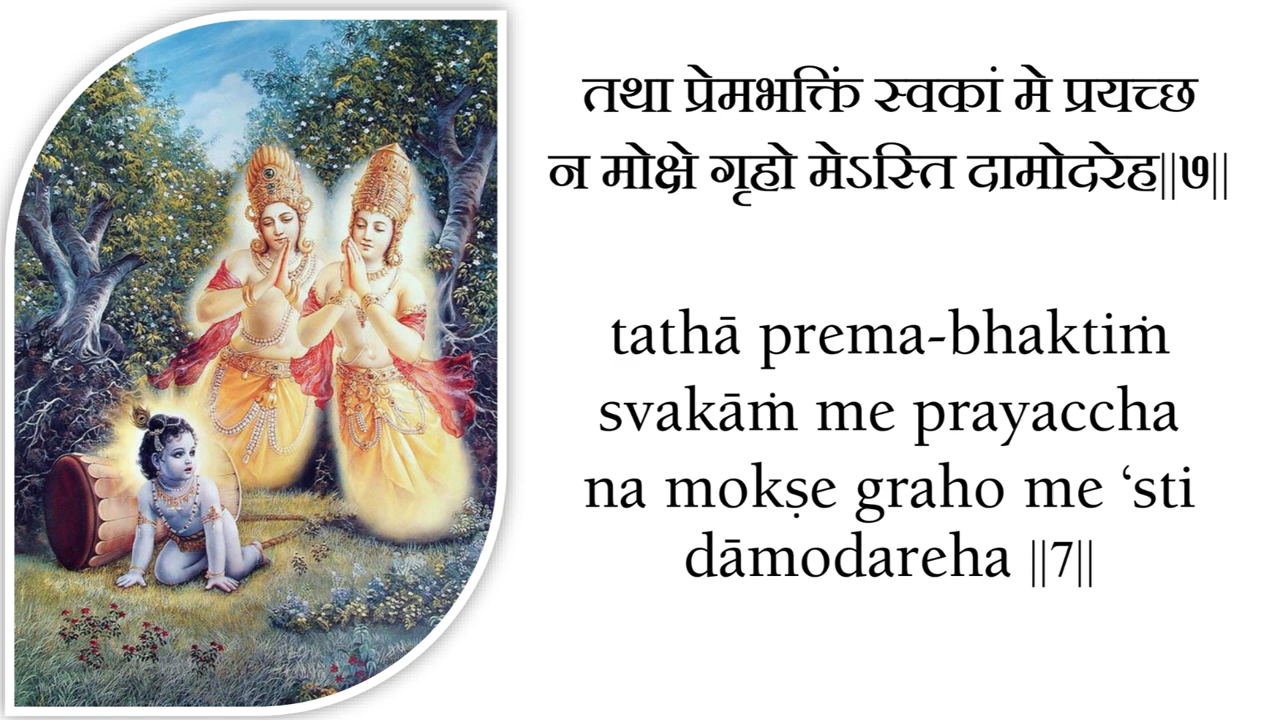 तथा प्रेमभक्तिं स्वकां मे प्रयच्छ
न मोक्षे गृहो मेऽस्ति दामोदरेह||७||
tathā prema-bhaktiṁ
svakāṁ me prayaccha
na mokṣe graho me ‘sti
dāmodareha ||7||